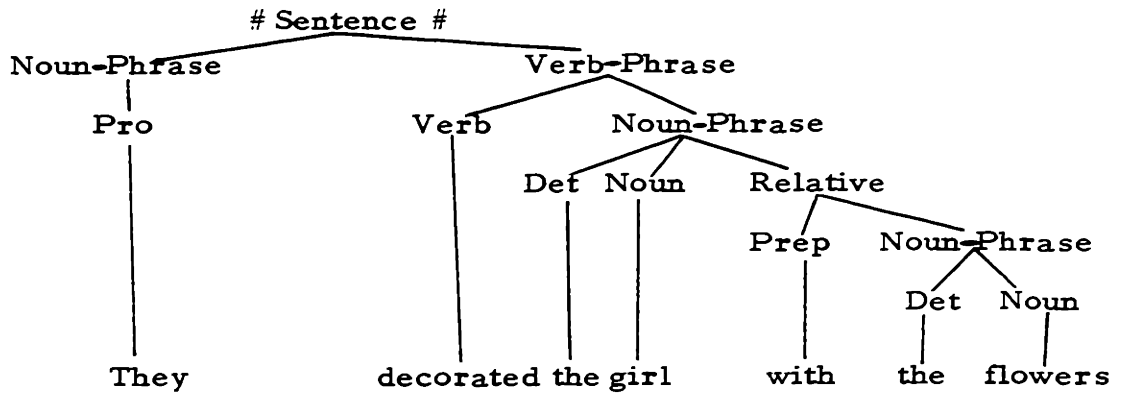 # Sentence #
Noun-Phrase Verb-Phrase
Pro Verb Noun-Phrase
Det Noun Relative
Prep Noun-Phrase
Det Noun
They decorated the girl with the flowers